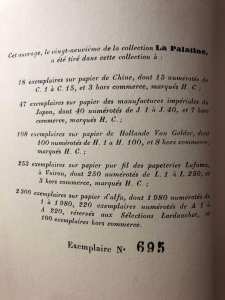 Cet ouvrage, le vingt-neuvième de la collection La Palatine,
a été tiré dans cette collection à :
18 exemplaires sur papier de Chine, dont 15 numérotés
de C. 1 à C. 15, et 3 hors commerce, marqués H. C. ;
47 exemplaires sur papier des manufactures impériales du
Japon, dont 40 numérotés de J. 1 à J. 40, et 7 hors
commerce, marqués H. C. ;
108 exemplaires sur papier de Hollande Van Gelder, dont
100 numérotés de H. 1 à H. 100, et 8 hors commerce,
marqués H. C. ;
253 exemplaires sur papier pur fil des papeteries Lafuma,
à Voiron, dont 250 numérotés de L. 1 à L. 250, et
3 hors commerce, marqués H. C. ;
2200 exemplaires sur papier d'alfa, dont 1980 numérotés de
1 à 1980, 220 exemplaires numérotés de A 1 à
A 220, réservés aux Sélections Lardanchet, et
hors commerce, marqués H. C.
Exemplaire N° 695